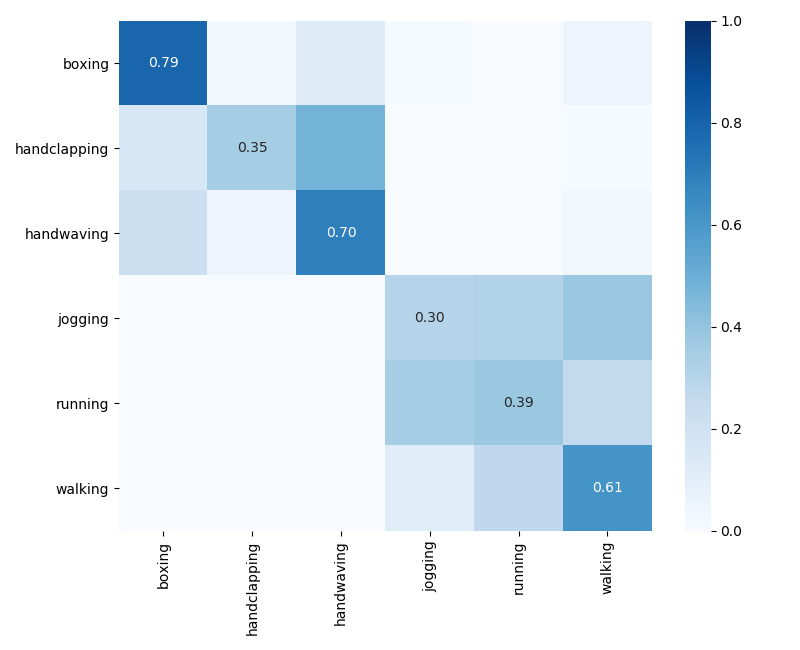 1.0
boxing
0.79
0.8
handclapping
0.35
handwaving
0.70
0.6
jogging
0.30
0.4
running
0.39
0.2
walking
0.61
0.0
boxing
handclapping
handwaving
jogging
running
walking